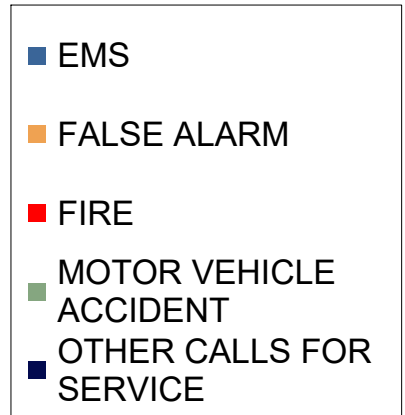 EMS
FALSE ALARM
FIRE
MOTOR VEHICLE
ACCIDENT
OTHER CALLS FOR
SERVICE